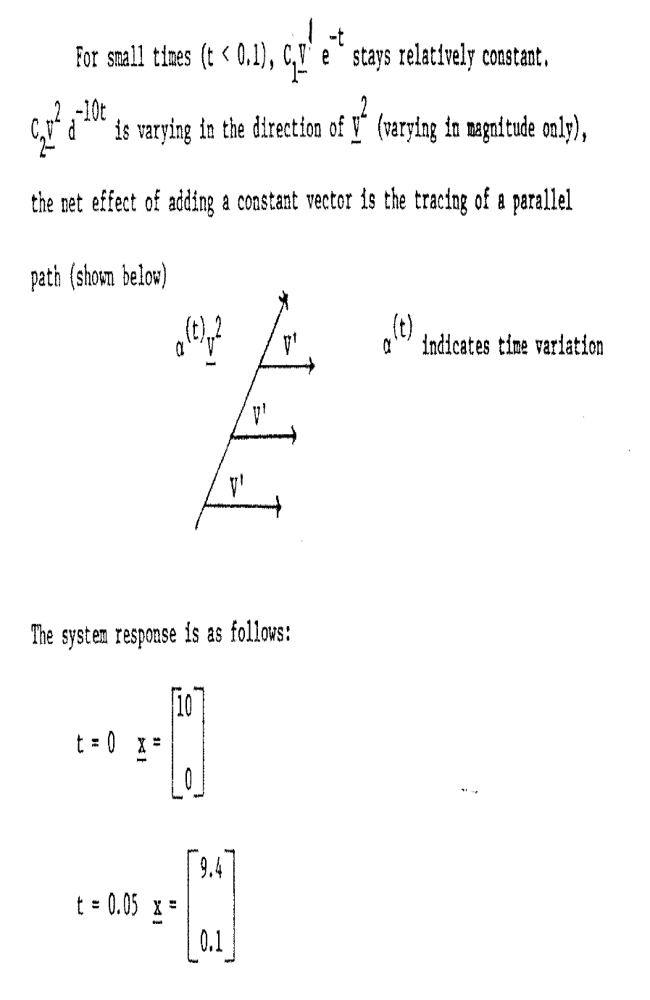 For small times (t < 0.1), C₁V¹ e⁻ᵗ stays relatively constant.
C₂V² d⁻¹⁰ᵗ is varying in the direction of V² (varying in magnitude only),
the net effect of adding a constant vector is the tracing of a parallel
path (shown below)
α(t)V² V' α(t) indicates time variation
V'
V'
The system response is as follows:
t = 0 x = [10 0]
t = 0.05 x = [9.4 0.1]